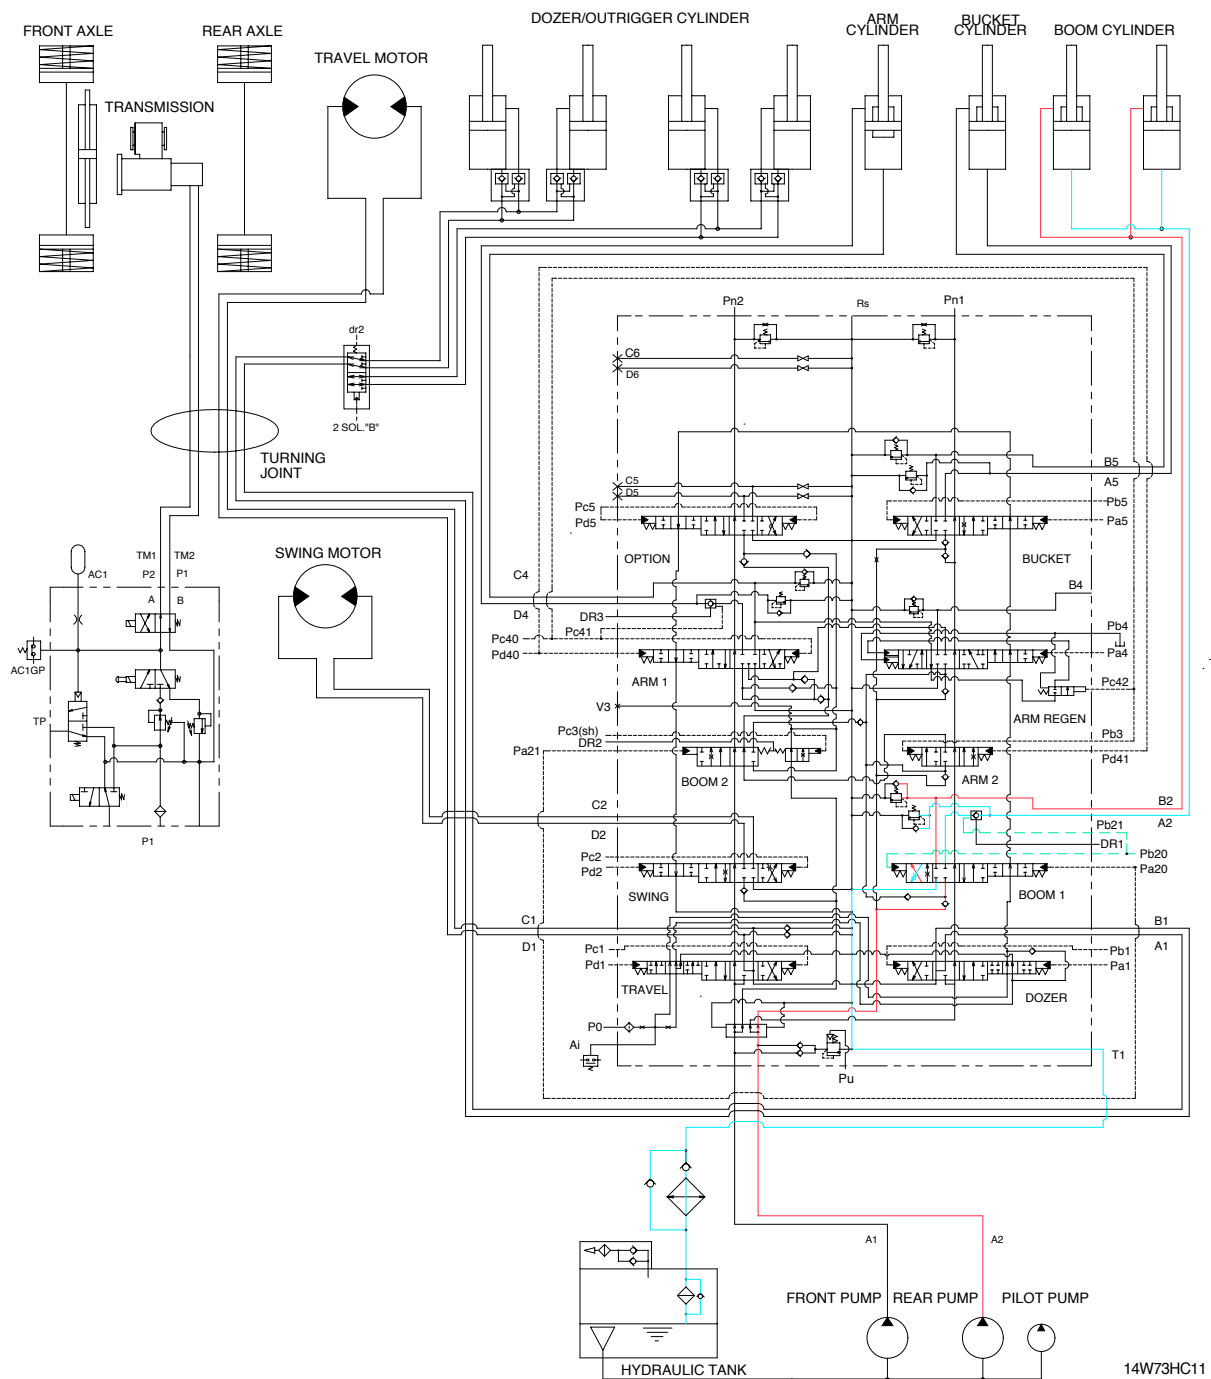 DOZER/OUTRIGGER CYLINDER
ARM
CYLINDER
BUCKET
CYLINDER
BOOM CYLINDER
FRONT AXLE
REAR AXLE
TRAVEL MOTOR
TRANSMISSION
Pn2
Rs
Pn1
dr2
C6
D6
2 SOL."B"
TURNING
JOINT
B5
A5
C5
D5
Pc5
Pd5
Pb5
Pa5
OPTION
BUCKET
SWING MOTOR
TM1
TM2
P2
P1
AC1
A
B
C4
D4
B4
DR3
Pc41
Pc40
Pd40
Pb4
Pa4
AC1GP
ARM 1
Pc42
ARM REGEN
TP
V3
Pc3(sh)
DR2
Pa21
Pb3
Pd41
BOOM 2
ARM 2
C2
D2
B2
A2
Pb21
DR1
P1
Pc2
Pd2
Pb20
Pa20
SWING
BOOM 1
C1
D1
B1
A1
Pc1
Pd1
Pb1
Pa1
TRAVEL
DOZER
P0
Ai
T1
Pu
A1
A2
FRONT PUMP
REAR PUMP
PILOT PUMP
HYDRAULIC TANK
14W73HC11